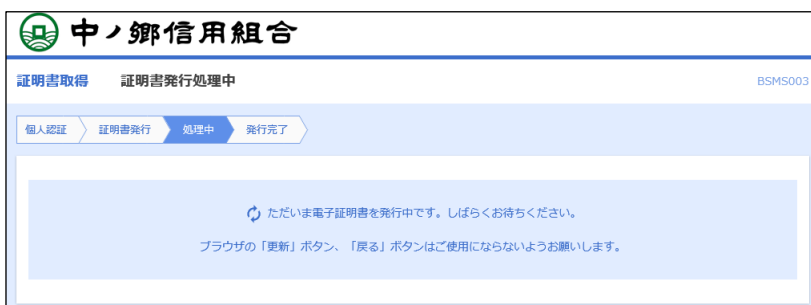 中ノ郷信用組合
証明書取得 証明書発行処理中 BSMS003
個人認証 証明書発行 処理中 発行完了
ただいま電子証明書を発行中です。しばらくお待ちください。
ブラウザの「更新」ボタン、「戻る」ボタンはご使用にならないようお願いします。